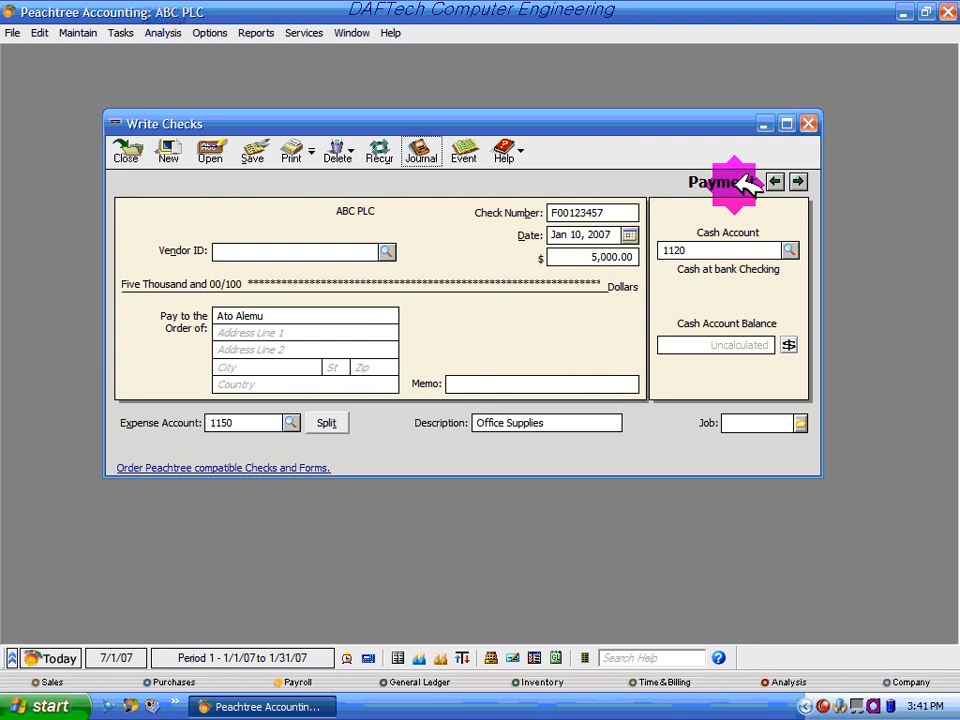 DAFTech Computer Engineering
Peachtree Accounting: ABC PLC
File Edit Maintain Tasks Analysis Options Reports Services Window Help
Write Checks
Close New Open Save Print Delete Recur Journal Event Help
Payment
ABC PLC
Check Number: F00123457
Date: Jan 10, 2007
Vendor ID:
$ 5,000.00
Cash Account
1120
Cash at bank Checking
Five Thousand and 00/100 ****************************************************************** Dollars
Pay to the Order of: Ato Alemu
Address Line 1
Address Line 2
City St Zip
Country
Memo:
Cash Account Balance
Uncalculated
Expense Account: 1150 Split Description: Office Supplies Job:
Order Peachtree compatible Checks and Forms.
Today 7/1/07 Period 1 - 1/1/07 to 1/31/07 Search Help
Sales Purchases Payroll General Ledger Inventory Time & Billing Analysis Company
start Peachtree Accountin... 3:41 PM